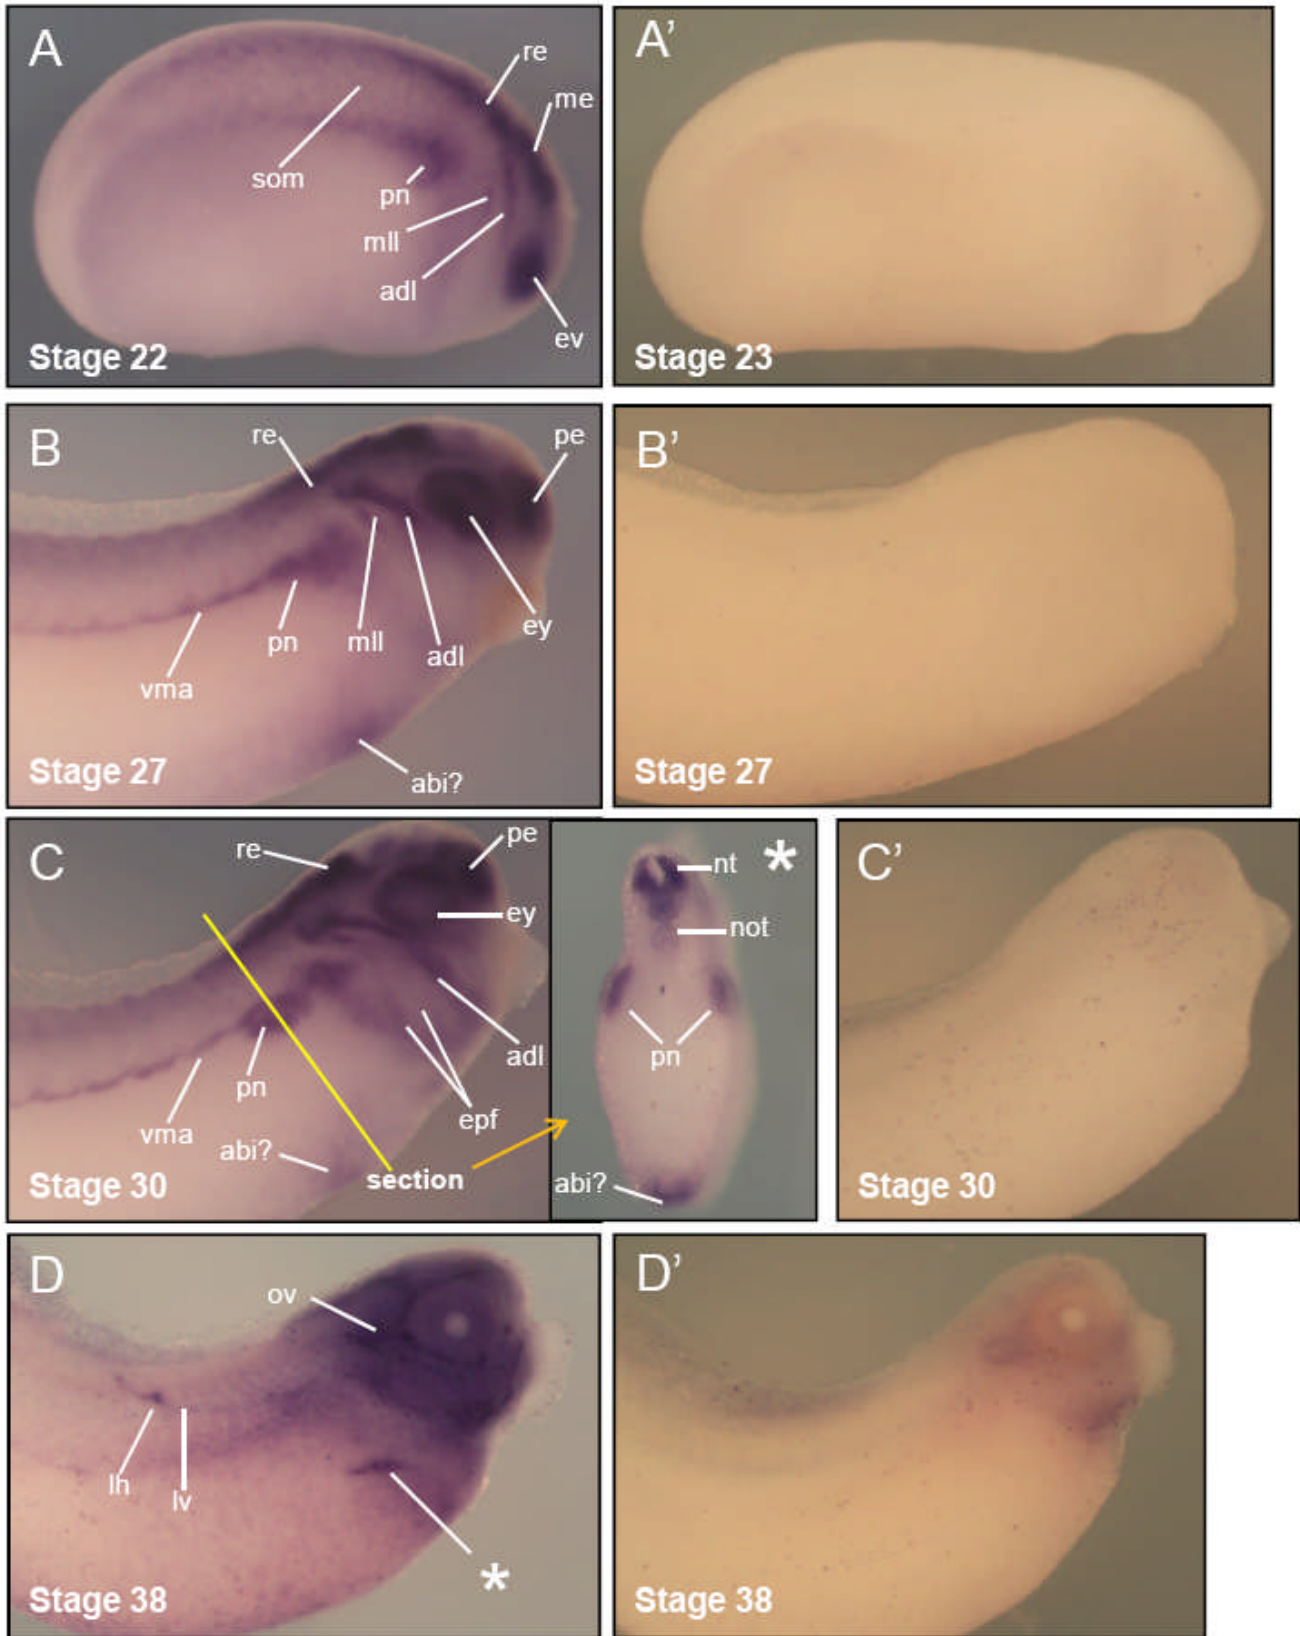 A
re
me
som
pn
mll
adl
ev
Stage 22
A’
Stage 23
B
re
pe
pn
mll
adl
ey
vma
abi?
Stage 27
B’
Stage 27
C
re
pe
ey
adl
pn
epf
vma
abi?
section
Stage 30
*
nt
not
pn
abi?
C’
Stage 30
D
ov
lh
lv
*
Stage 38
D’
Stage 38